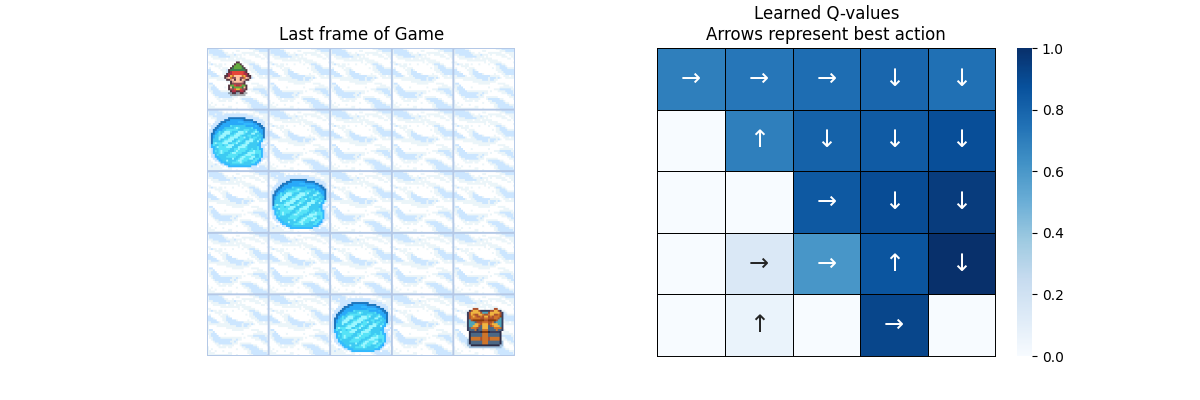 Last frame of Game
Learned Q-values
Arrows represent best action
→ → → ↓ ↓
↑ ↓ ↓ ↓
→ ↓ ↓
→ → ↑ ↓
↑ →
1.0
0.8
0.6
0.4
0.2
0.0